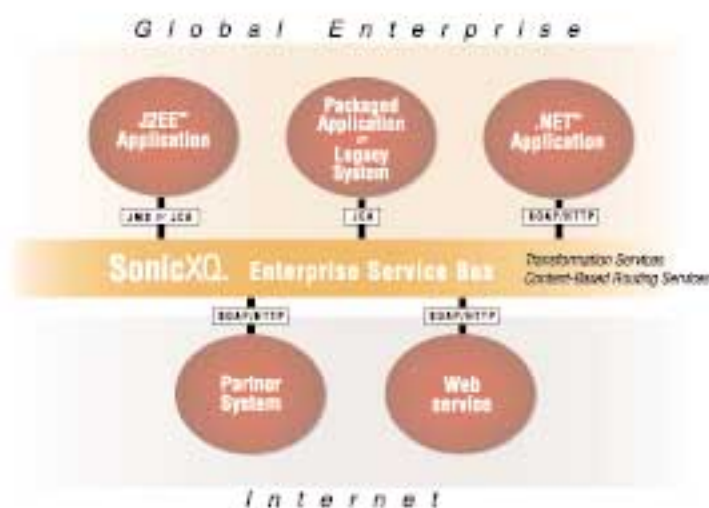 Global Enterprise
J2EE™
Application
Packaged
Application
or
Legacy
System
.NET™
Application
JMS or JCA
JCA
SOAP/HTTP
SonicXQ™ Enterprise Service Bus
Transformation Services
Content-Based Routing Services
SOAP/HTTP
SOAP/HTTP
Partner
System
Web
service
Internet